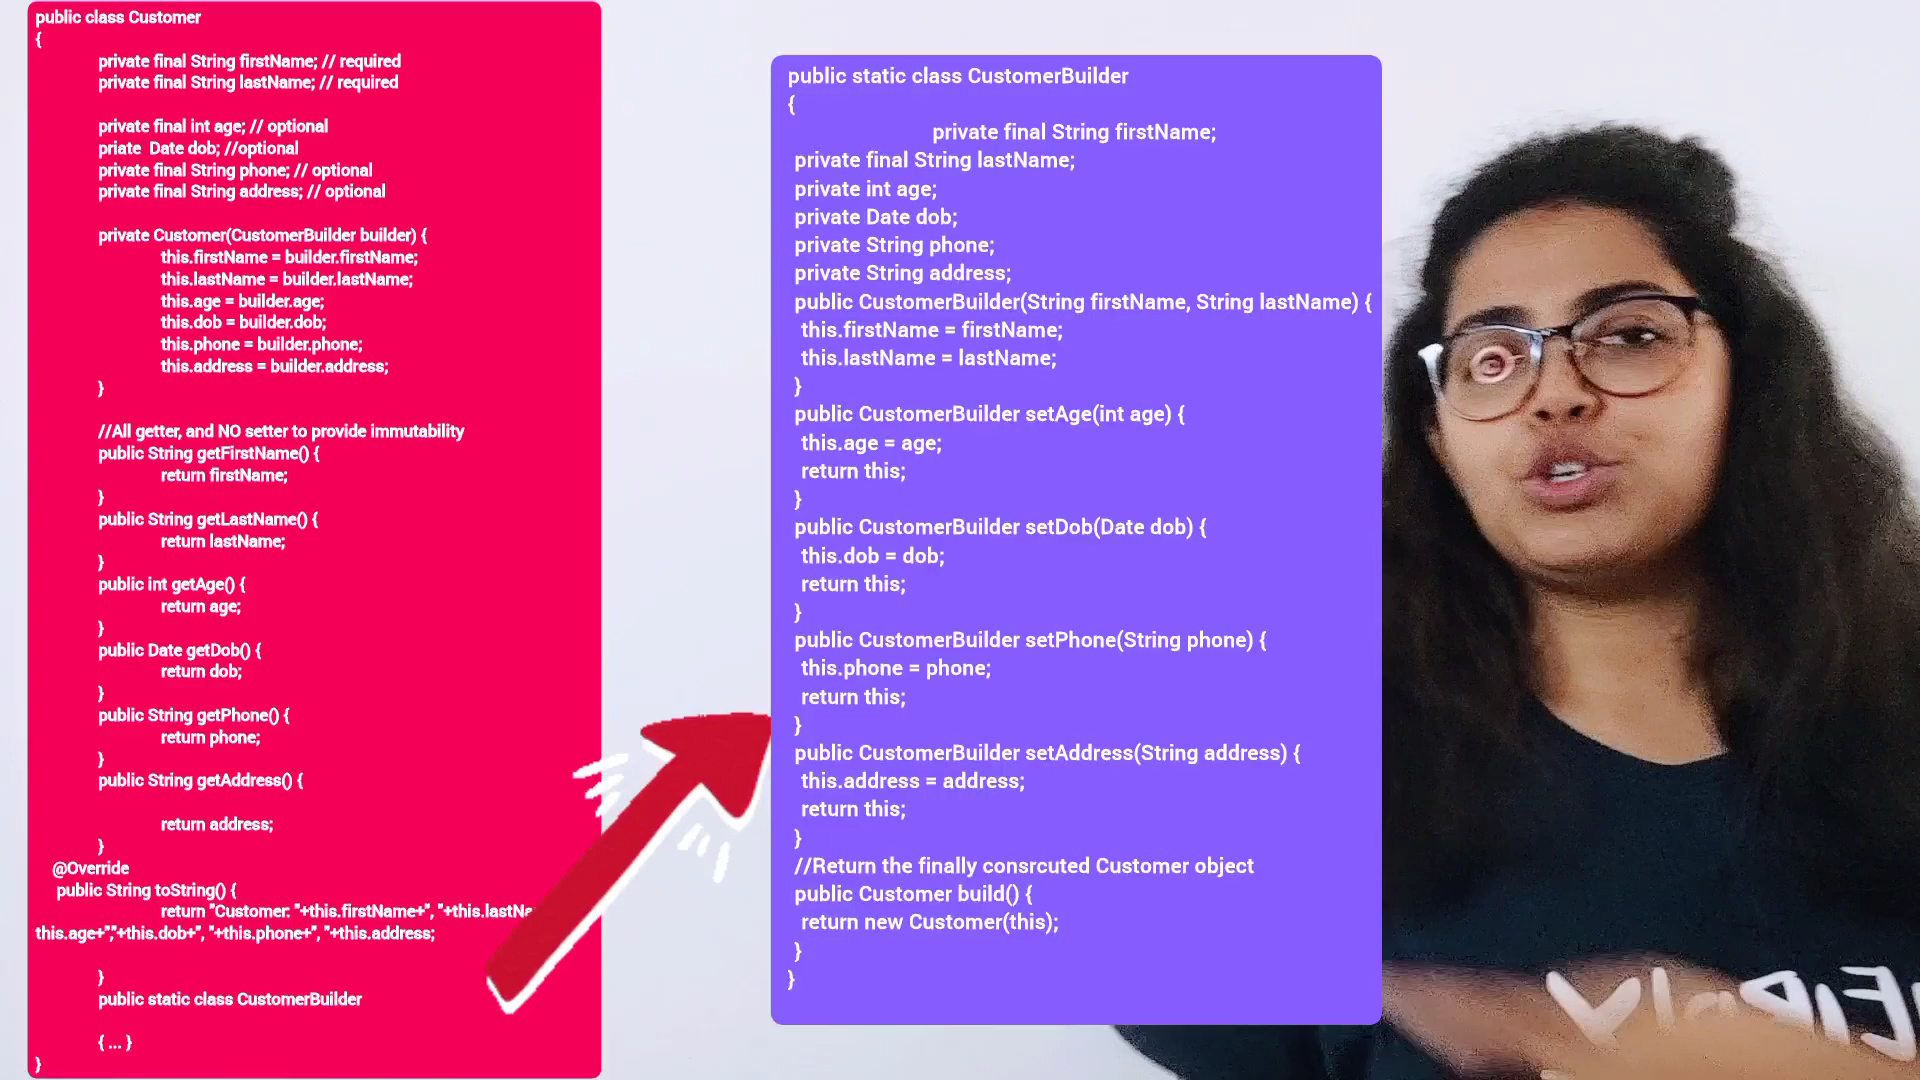 public class Customer
{
private final String firstName; // required
private final String lastName; // required
private final int age; // optional
priate Date dob; //optional
private final String phone; // optional
private final String address; // optional
private Customer(CustomerBuilder builder) {
this.firstName = builder.firstName;
this.lastName = builder.lastName;
this.age = builder.age;
this.dob = builder.dob;
this.phone = builder.phone;
this.address = builder.address;
}
//All getter, and NO setter to provide immutability
public String getFirstName() {
return firstName;
}
public String getLastName() {
return lastName;
}
public int getAge() {
return age;
}
public Date getDob() {
return dob;
}
public String getPhone() {
return phone;
}
public String getAddress() {
return address;
}
@Override
public String toString() {
return "Customer: "+this.firstName+", "+
this.age+","+this.dob+", "+this.phone+", "+this.address;
}
public static class CustomerBuilder
{ ... }
}
public static class CustomerBuilder
{
private final String firstName;
private final String lastName;
private int age;
private Date dob;
private String phone;
private String address;
public CustomerBuilder(String firstName, String lastName) {
this.firstName = firstName;
this.lastName = lastName;
}
public CustomerBuilder setAge(int age) {
this.age = age;
return this;
}
public CustomerBuilder setDob(Date dob) {
this.dob = dob;
return this;
}
public CustomerBuilder setPhone(String phone) {
this.phone = phone;
return this;
}
public CustomerBuilder setAddress(String address) {
this.address = address;
return this;
}
//Return the finally consrcuted Customer object
public Customer build() {
return new Customer(this);
}
}